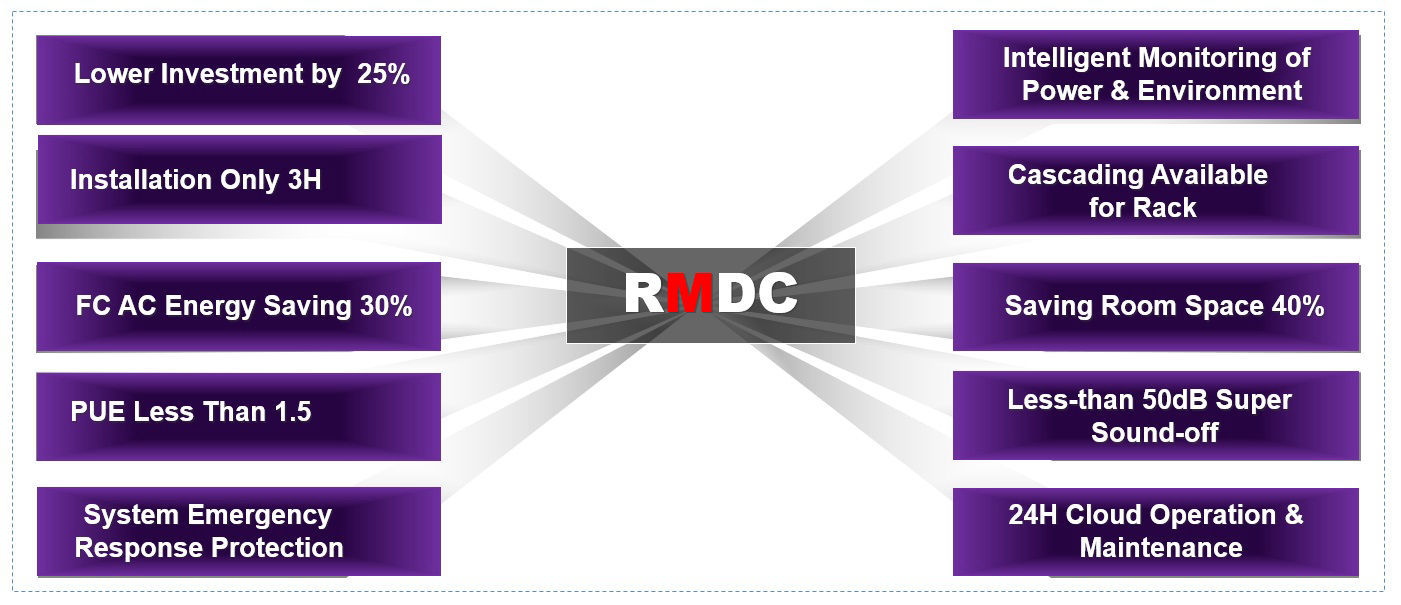 Lower Investment by  25%
Installation Only 3H
FC AC Energy Saving 30%
PUE Less Than 1.5
System Emergency
Response Protection
RMDC
Intelligent Monitoring of
Power & Environment
Cascading Available
for Rack
Saving Room Space 40%
Less-than 50dB Super
Sound-off
24H Cloud Operation &
Maintenance